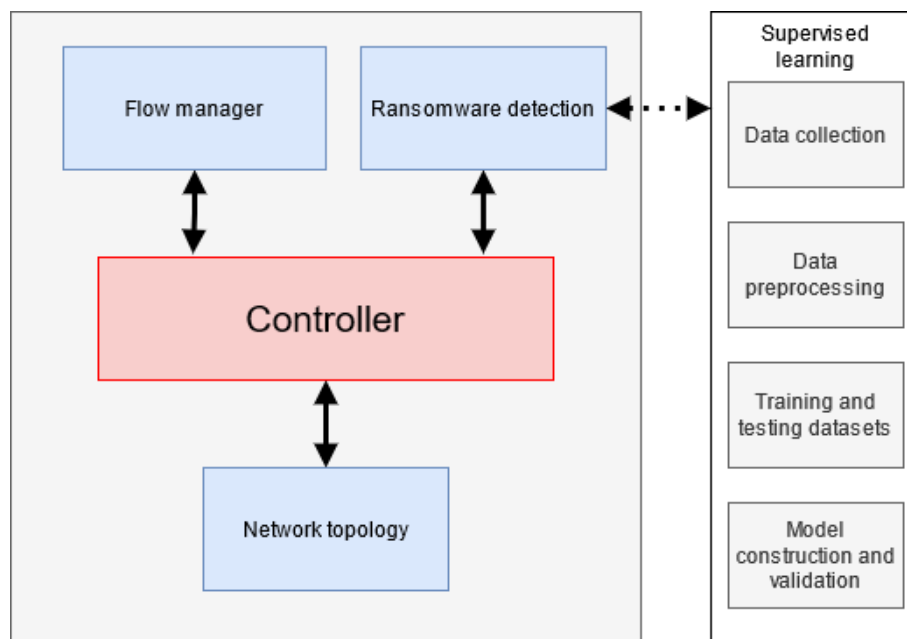 Flow manager
Ransomware detection
Controller
Network topology
Supervised
learning
Data collection
Data
preprocessing
Training and
testing datasets
Model
construction and
validation